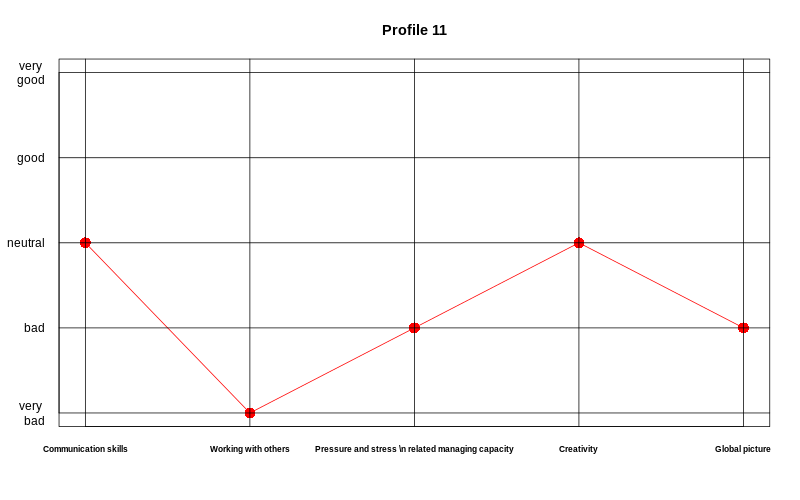 Profile 11
very
good
good
neutral
bad
very
bad
Communication skills
Working with others
Pressure and stress \n related managing capacity
Creativity
Global picture